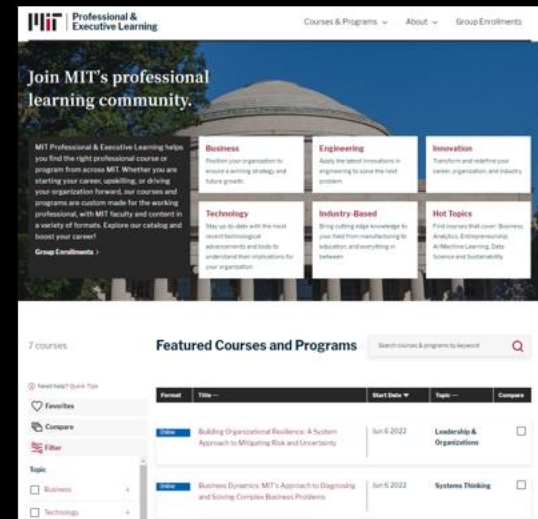 MIT Professional &
Executive Learning
Courses & Programs
About
Group Enrollments
Join MIT's professional
learning community.
MIT Professional & Executive Learning helps
you find the right professional course or
program from across MIT. Whether you are
starting your career, upskilling, or driving
your organization forward, our courses and
programs are custom made for the working
professional, with MIT faculty and content in
a variety of formats. Explore our catalog and
boost your career!
Group Enrollments >
Business
Position your organization to
ensure a winning strategy and
future growth.
Engineering
Apply the latest innovations in
engineering to solve the next
problem.
Innovation
Transform and redefine your
career, organization, and industry.
Technology
Stay up-to-date with the most
recent technological
advancements and tools to
understand their implications for
your organization.
Industry-Based
Bring cutting edge knowledge to
your field from manufacturing to
education and everything in
between.
Hot Topics
Find courses that cover: Business
Analytics, Entrepreneurship,
AI/Machine Learning, Data
Science and Sustainability.
7 courses
Featured Courses and Programs
Search courses & programs by keyword
Need help? Quick Tips
Favorites
Compare
Filter
Topic
Business +
Technology +
Format Title — Start Date ▼ Topic — Compare
Online
Building Organizational Resilience: A System
Approach to Mitigating Risk and Uncertainty
Jun 6 2022
Leadership &
Organizations
Online
Business Dynamics: MIT's Approach to Diagnosing
and Solving Complex Business Problems
Jun 6 2022
Systems Thinking